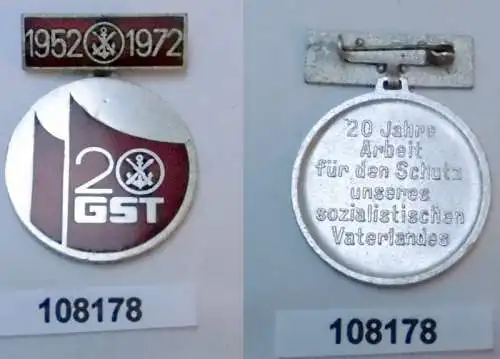 1952 1972
20
GST
108178
20 Jahre
Arbeit
für den Schutz
unseres
sozialistischen
Vaterlandes
108178